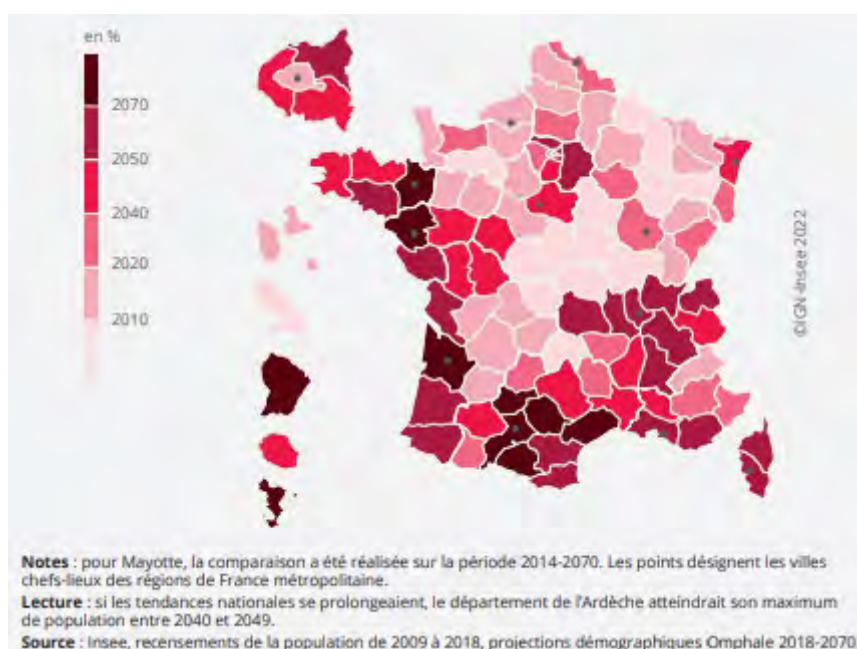 en %
2070
2050
2040
2020
2010
©IGN-Insee 2022
Notes : pour Mayotte, la comparaison a été réalisée sur la période 2014-2070. Les points désignent les villes
chefs-lieux des régions de France métropolitaine.
Lecture : si les tendances nationales se prolongeaient, le département de l'Ardèche atteindrait son maximum
de population entre 2040 et 2049.
Source : Insee, recensements de la population de 2009 à 2018, projections démographiques Omphale 2018-2070